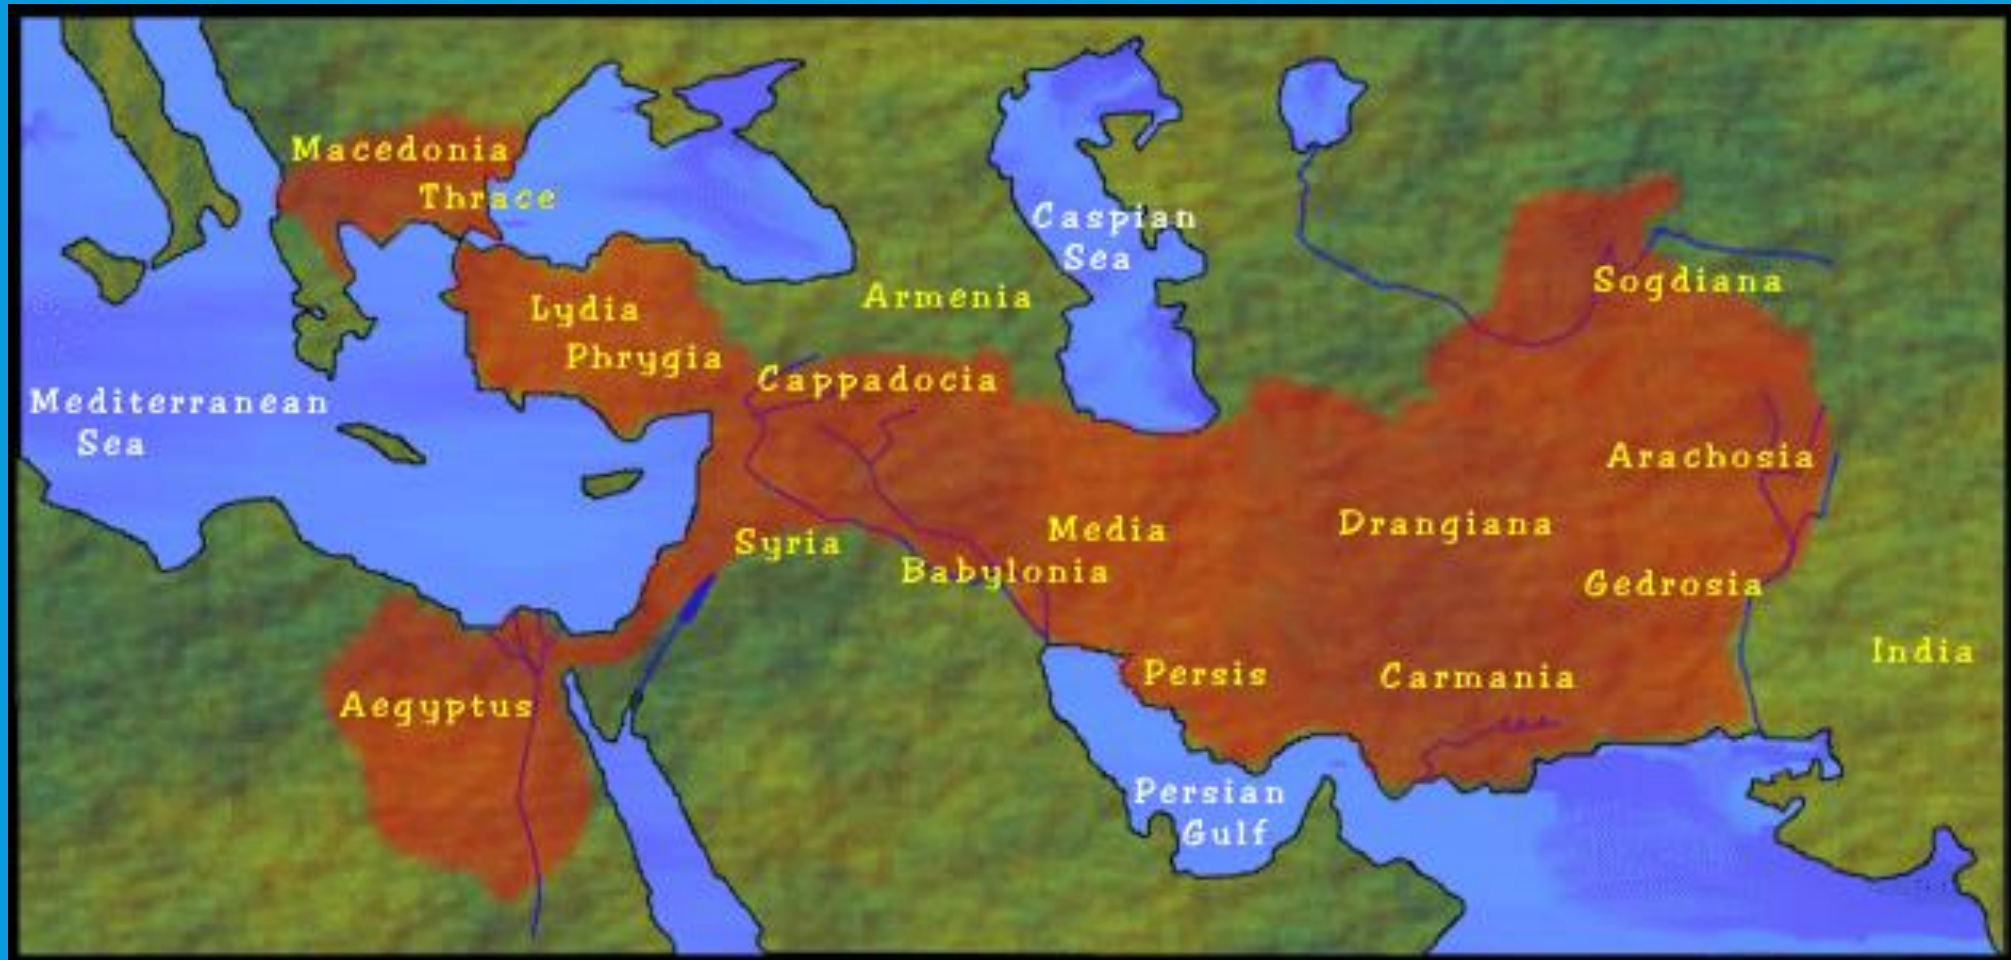 Macedonia
Thrace
Caspian
Sea
Sogdiana
Armenia
Lydia
Phrygia
Cappadocia
Mediterranean
Sea
Arachosia
Drangiana
Media
Syria
Babylonia
Gedrosia
India
Persis
Carmania
Aegyptus
Persian
Gulf